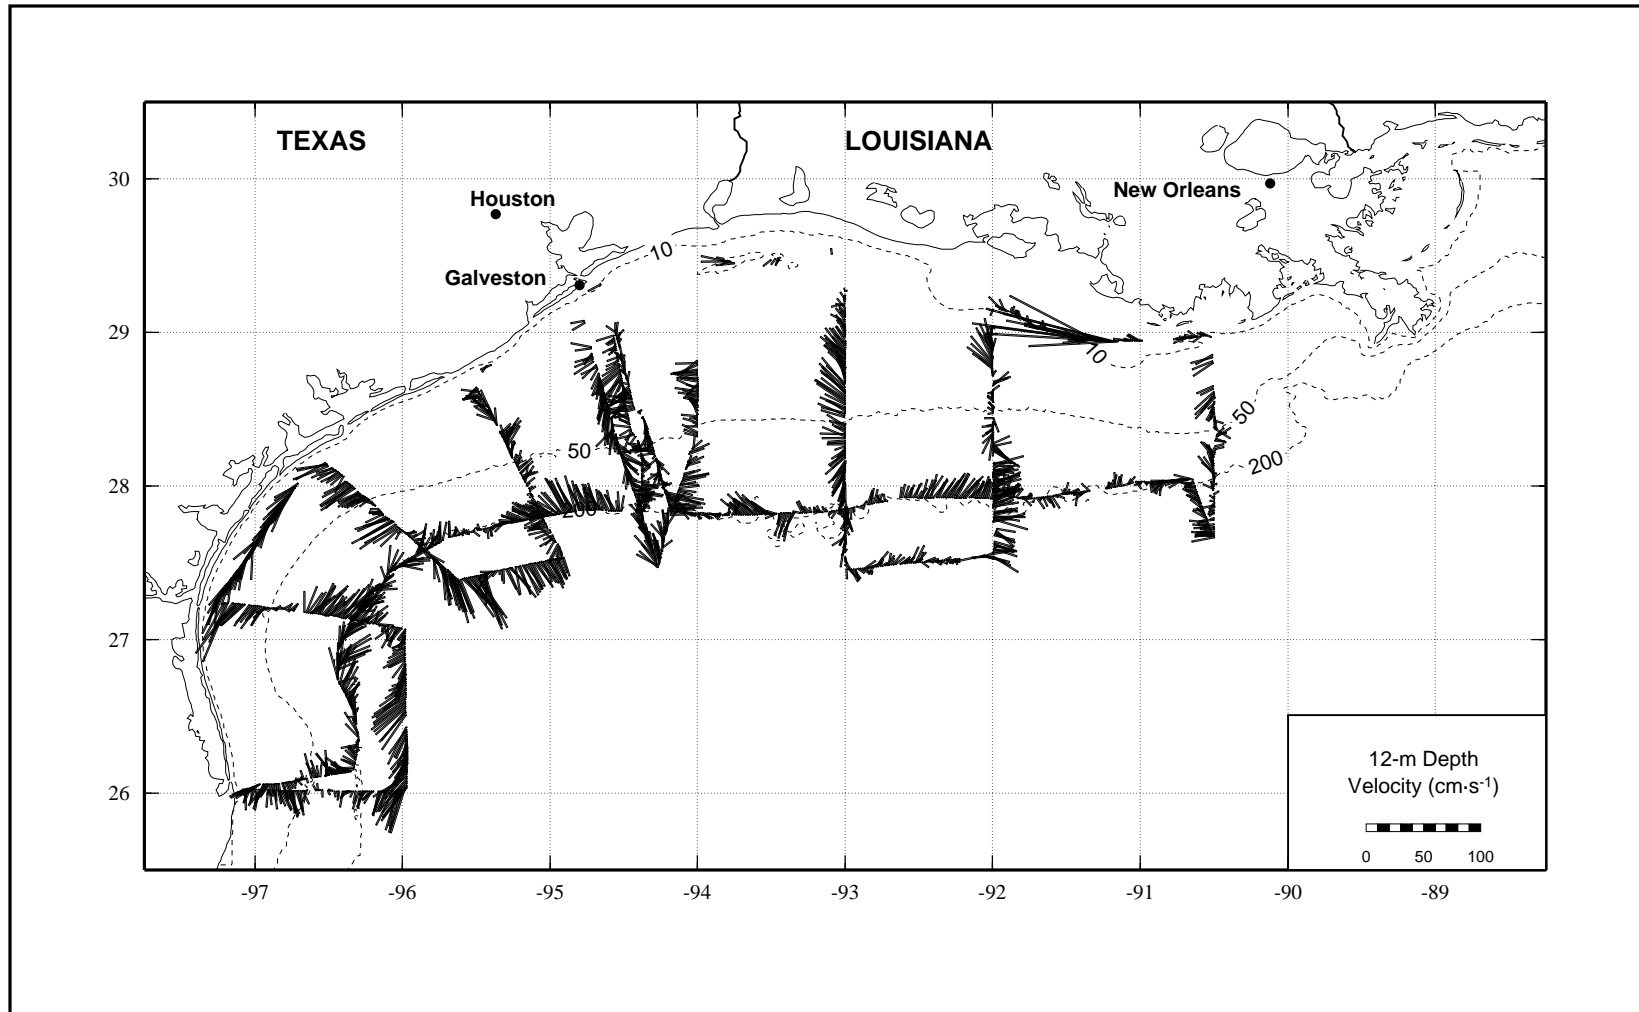 TEXAS
LOUISIANA
30
New Orleans
Houston
10
Galveston
29
10
50
50
200
28
200
27
12-m Depth
Velocity (cm·s-1)
26
0 50 100
-97 -96 -95 -94 -93 -92 -91 -90 -89